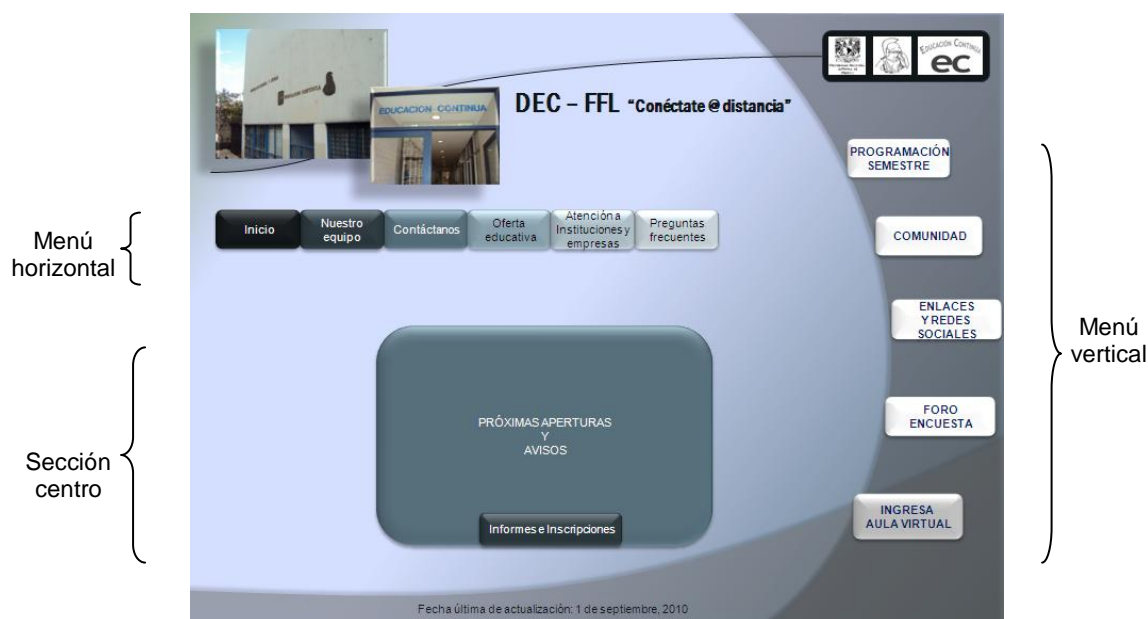 EDUCACION CONTINUA
EDUCACIÓN CONTINUA
ec
DEC – FFL "Conéctate @ distancia"
PROGRAMACIÓN
SEMESTRE
Menú
horizontal
Inicio
Nuestro
equipo
Contáctanos
Oferta
educativa
Atención a
Instituciones y
empresas
Preguntas
frecuentes
COMUNIDAD
ENLACES
Y REDES
SOCIALES
Menú
vertical
Sección
centro
PRÓXIMAS APERTURAS
Y
AVISOS
FORO
ENCUESTA
Informes e Inscripciones
INGRESA
AULA VIRTUAL
Fecha última de actualización: 1 de septiembre, 2010